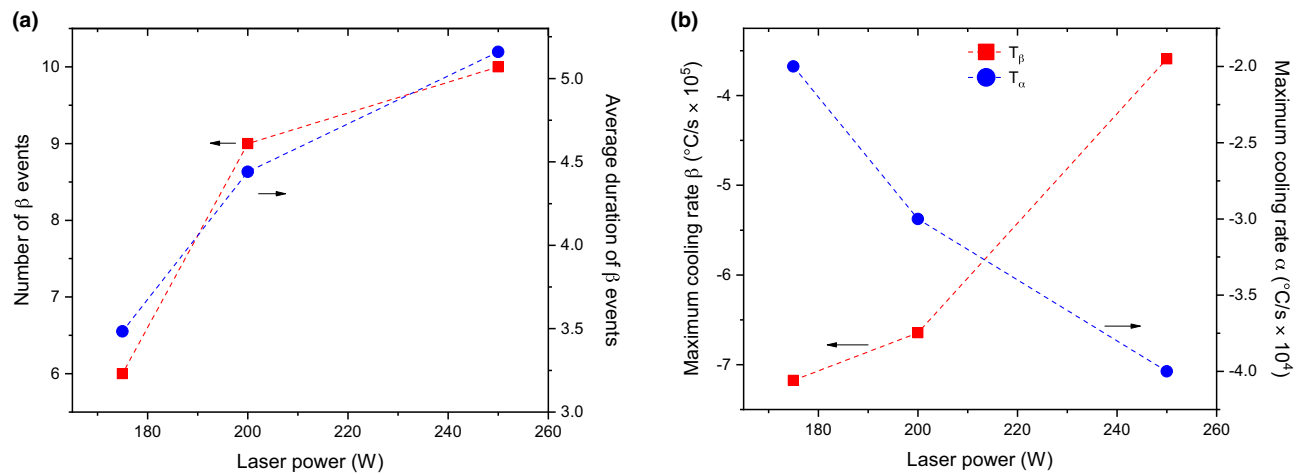 (a)
10
9
8
7
6
Number of β events
5.0
4.5
4.0
3.5
3.0
Average duration of β events
180 200 220 240 260
Laser power (W)
(b)
-4
-5
-6
-7
Maximum cooling rate β (°C/s × 10⁵)
T_β
T_α
-2.0
-2.5
-3.0
-3.5
-4.0
Maximum cooling rate α (°C/s × 10⁴)
180 200 220 240 260
Laser power (W)